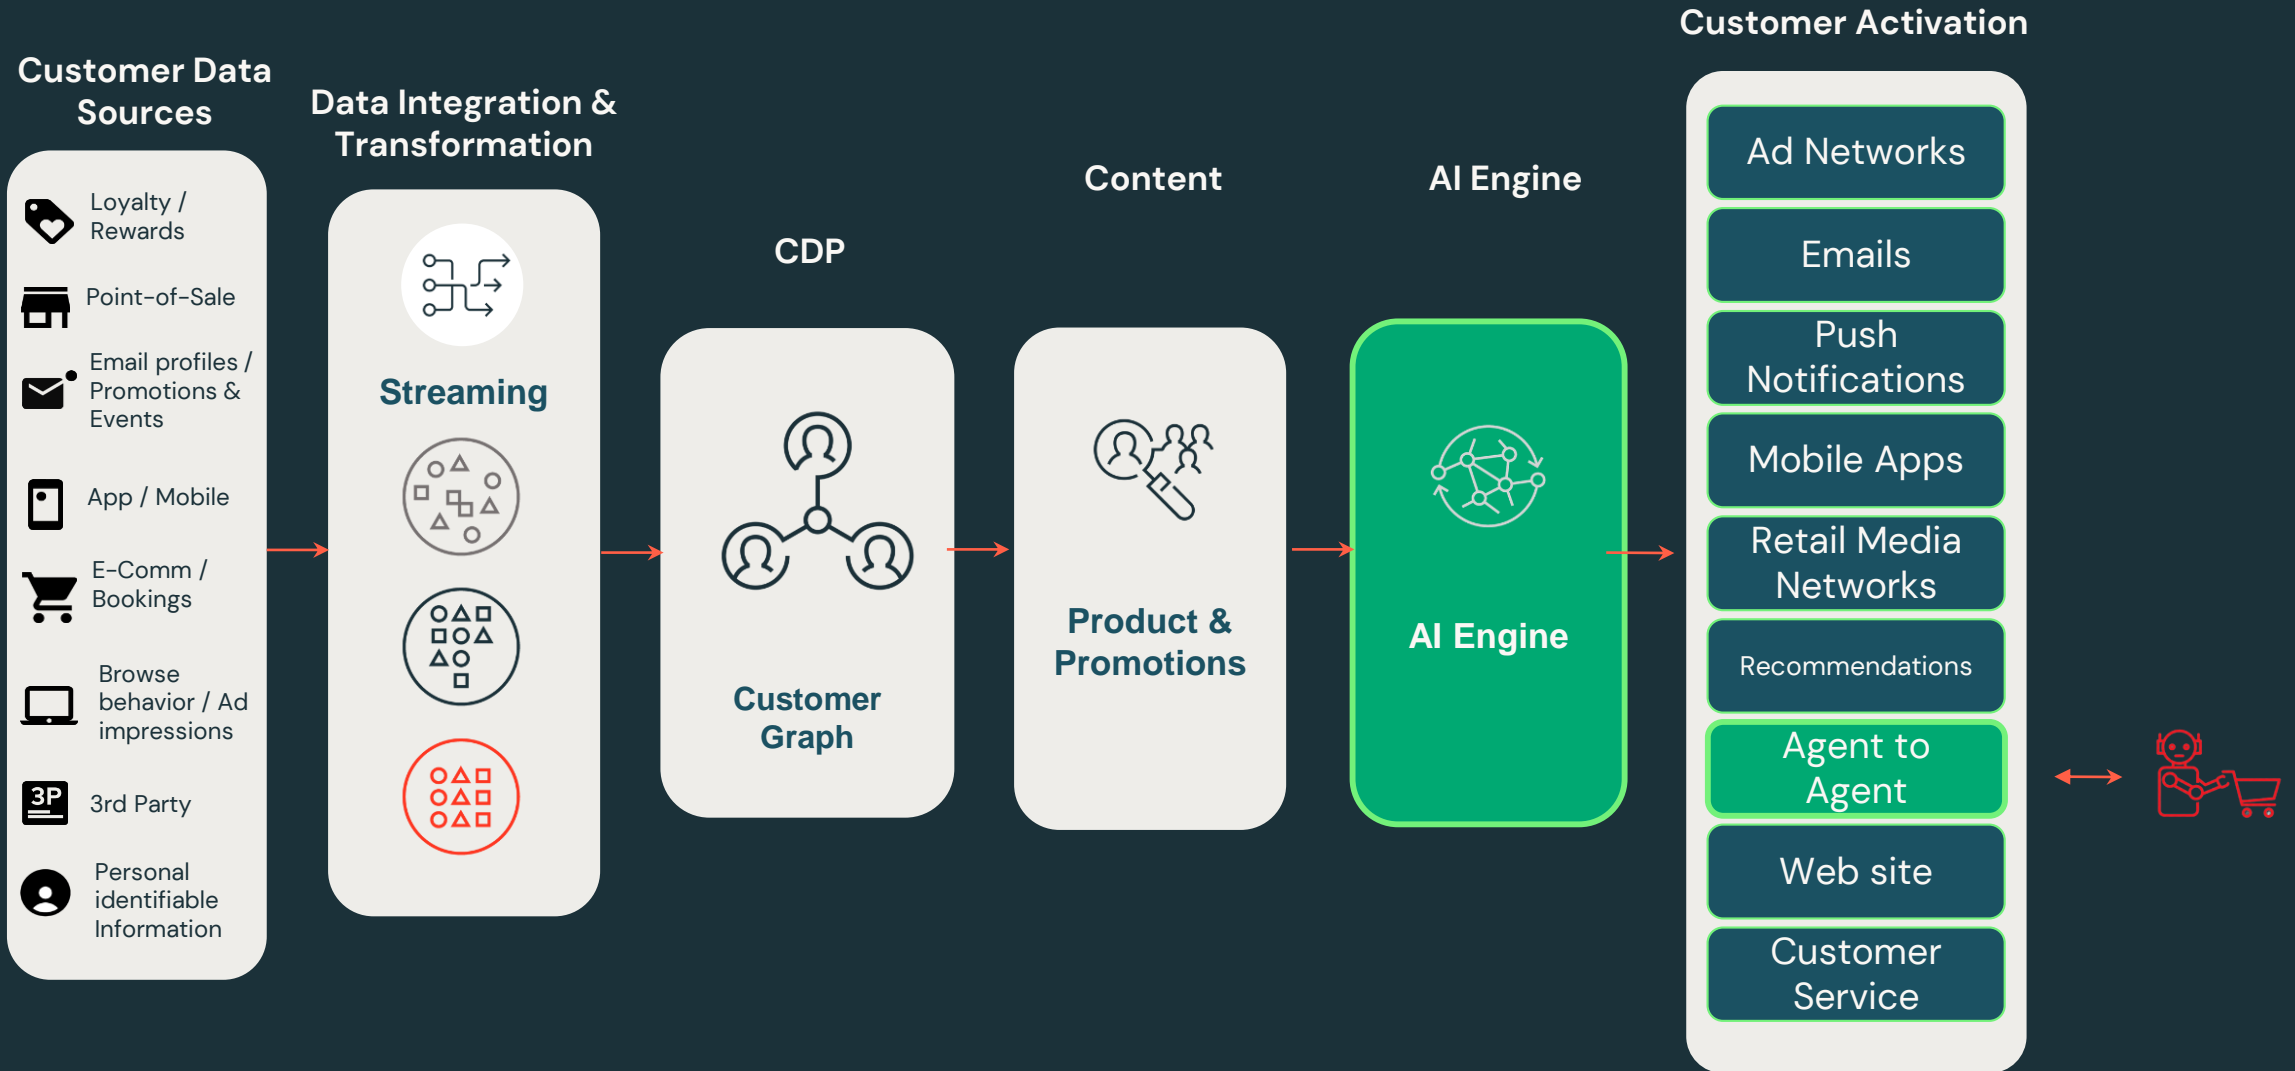 Customer Data
Sources
Loyalty /
Rewards
Point-of-Sale
Email profiles /
Promotions &
Events
App / Mobile
E-Comm /
Bookings
Browse
behavior / Ad
impressions
3P
3rd Party
Personal
identifiable
Information
Data Integration &
Transformation
Streaming
CDP
Customer
Graph
Content
Product &
Promotions
AI Engine
AI Engine
Customer Activation
Ad Networks
Emails
Push
Notifications
Mobile Apps
Retail Media
Networks
Recommendations
Agent to
Agent
Web site
Customer
Service